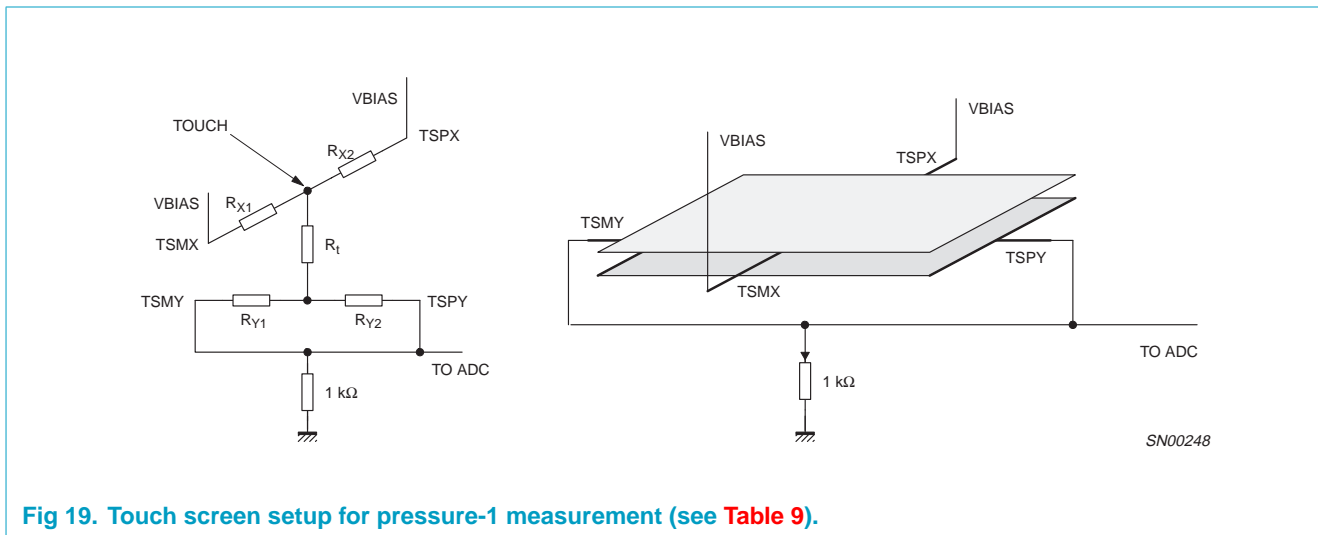 VBIAS
TOUCH
TSPX
RX2
VBIAS
RX1
TSMX
Rt
TSMY
TSPY
RY1
RY2
TO ADC
1 kΩ
VBIAS
VBIAS
TSPX
TSMY
TSPY
TSMX
TO ADC
1 kΩ
SN00248
Fig 19. Touch screen setup for pressure-1 measurement (see Table 9).